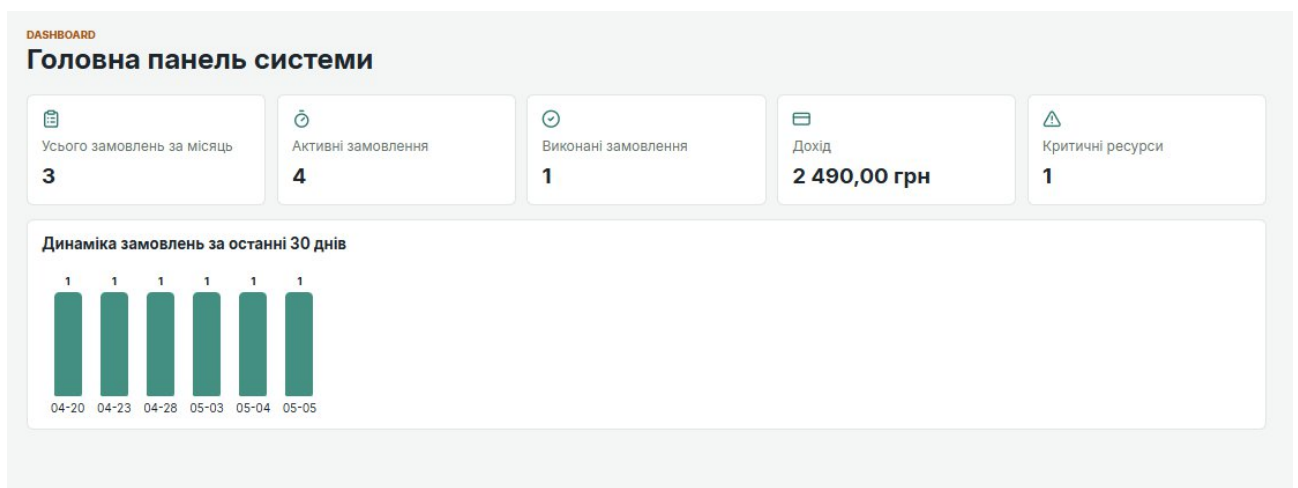 DASHBOARD
Головна панель системи
Усього замовлень за місяць
3
Активні замовлення
4
Виконані замовлення
1
Дохід
2 490,00 грн
Критичні ресурси
1
Динаміка замовлень за останні 30 днів
1 1 1 1 1 1
04-20 04-23 04-28 05-03 05-04 05-05